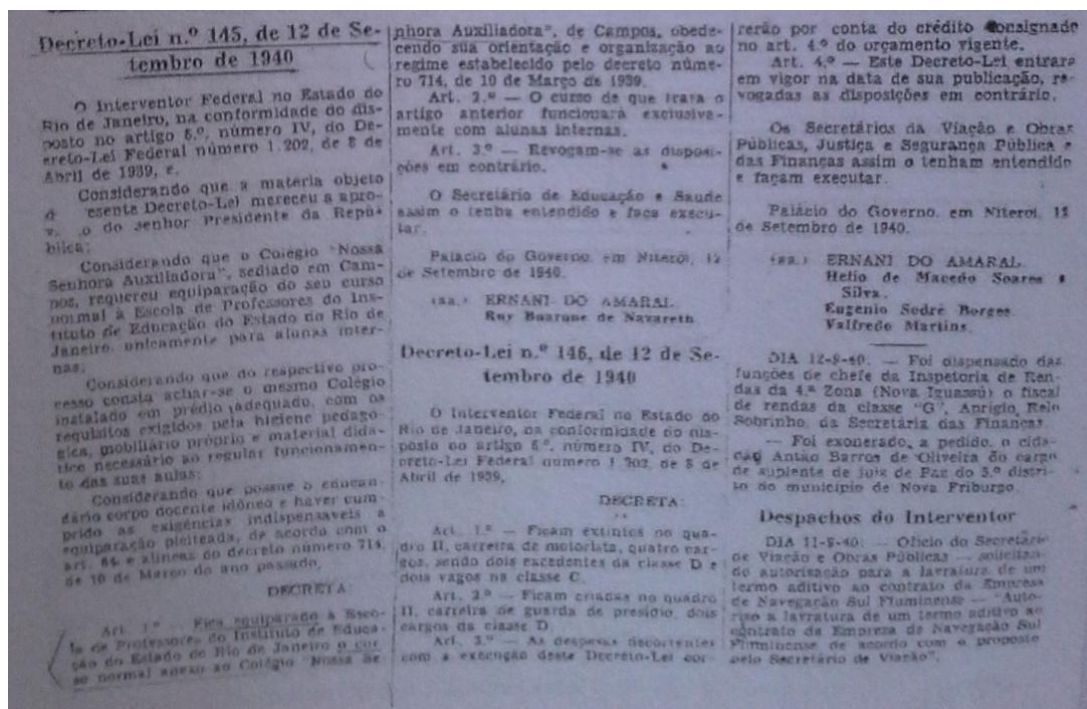 Decreto-Lei n.º 145, de 12 de Se-
tembro de 1940
O Interventor Federal no Estado do
Rio de Janeiro, na conformidade do dis-
posto no artigo 6.º, número IV, do De-
creto-Lei Federal número 1.202, de 8 de
Abril de 1939, e.
Considerando que a materia objeto
d esente Decreto-Lei mereceu a apro-
v o do senhor Presidente da Repú-
blica;
Considerando que o Colégio "Nossa
Senhora Auxiliadora", sediado em Cam-
pos, requereu equiparação do seu curso
normal à Escola de Professores do Ins-
tituto de Educação do Estado do Rio de
Janeiro, unicamente para alunas inter-
nas;
Considerando que do respectivo pro-
cesso consta achar-se o mesmo Colégio
instalado em prédio adequado, com os
requisitos exigidos pela higiene pedagó-
gica, mobiliário próprio e material didá-
tico necessário ao regular funcionamen-
to das suas aulas;
Considerando que possue o educan-
dário corpo docente idôneo e haver cum-
prido as exigências indispensaveis a
equiparação pleiteada, de acordo com o
art. 84 e alineas do decreto número 714,
de 10 de Março do ano passado,
DECRETA:
Art. 1.º — Fica equiparado à Esco-
la de Professores do Instituto de Educa-
ção do Estado do Rio de Janeiro o cur-
so normal anexo ao Colégio "Nossa Se-
nhora Auxiliadora", de Campos, obede-
cendo sua orientação e organização ao
regime estabelecido pelo decreto núme-
ro 714, de 10 de Março de 1939.
Art. 2.º — O curso de que trata o
artigo anterior funcionará exclusiva-
mente com alunas internas.
Art. 3.º — Revogam-se as disposi-
ções em contrário.
O Secretário de Educação e Saude
assim o tenha entendido e faça execu-
tar.
Palácio do Governo, em Niterol, 12
de Setembro de 1940.
(aa.) ERNANI DO AMARAL.
Ruy Buarque de Nazareth.
Decreto-Lei n.º 146, de 12 de Se-
tembro de 1940
O Interventor Federal no Estado do
Rio de Janeiro, na conformidade do dis-
posto no artigo 6.º, número IV, do De-
creto-Lei Federal número 1.202, de 8 de
Abril de 1939,
DECRETA:
Art. 1.º — Ficam extintos no qua-
dro II, carreira de motorista, quatro car-
gos, sendo dois excedentes da classe D e
dois vagos na classe C.
Art. 2.º — Ficam criadas no quadro
II, carreira de guarda de presídio, dois
cargos da classe D.
Art. 3.º — As despesas decorrentes
com a execução deste Decreto-Lei cor-
rerão por conta do crédito consignado
no art. 4.º do orçamento vigente.
Art. 4.º — Este Decreto-Lei entrará
em vigor na data de sua publicação, re-
vogadas as disposições em contrário.
Os Secretários da Viação e Obras
Públicas, Justiça e Segurança Pública e
das Finanças assim o tenham entendido
e façam executar.
Palácio do Governo, em Niterol, 12
de Setembro de 1940.
(aa.) ERNANI DO AMARAL.
Helio de Macedo Soares e
Silva.
Eugenio Sodré Borges.
Valfredo Martins.
DIA 12-9-40: — Foi dispensado das
funções de chefe da Inspetoria de Ren-
das da 4.ª Zona (Nova Iguassú) o fiscal
de rendas da classe "G", Aprigio Relo
Sobrinho, da Secretária das Finanças.
— Foi exonerado, a pedido, o cida-
dão Antão Barros de Oliveira do cargo
de suplente de juiz de Paz do 5.º distri-
to do municipio de Nova Friburgo.
Despachos do Interventor
DIA 11-9-40: — Oficio do Secretário
de Viação e Obras Públicas — solicitan-
do autorisação para a lavratura de um
termo aditivo ao contrato da Empresa
de Navegação Sul Fluminense — "Auto-
riso a lavratura de um termo aditivo ao
contrato da Empresa de Navegação Sul
Fluminense de acordo com o proposto
pelo Secretário de Viação".